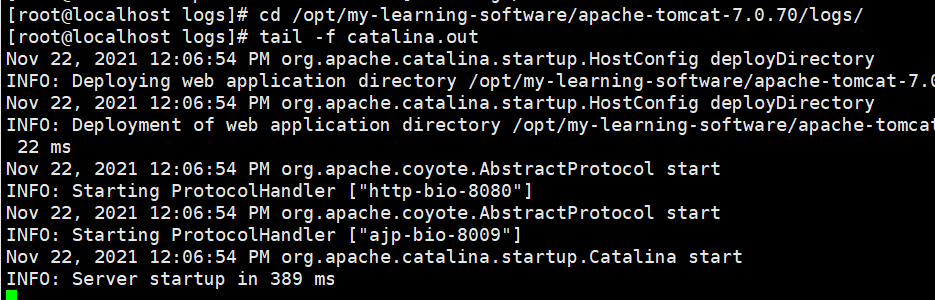 [root@localhost logs]# cd /opt/my-learning-software/apache-tomcat-7.0.70/logs/
[root@localhost logs]# tail -f catalina.out
Nov 22, 2021 12:06:54 PM org.apache.catalina.startup.HostConfig deployDirectory
INFO: Deploying web application directory /opt/my-learning-software/apache-tomcat-7.0
Nov 22, 2021 12:06:54 PM org.apache.catalina.startup.HostConfig deployDirectory
INFO: Deployment of web application directory /opt/my-learning-software/apache-tomcat
 22 ms
Nov 22, 2021 12:06:54 PM org.apache.coyote.AbstractProtocol start
INFO: Starting ProtocolHandler ["http-bio-8080"]
Nov 22, 2021 12:06:54 PM org.apache.coyote.AbstractProtocol start
INFO: Starting ProtocolHandler ["ajp-bio-8009"]
Nov 22, 2021 12:06:54 PM org.apache.catalina.startup.Catalina start
INFO: Server startup in 389 ms